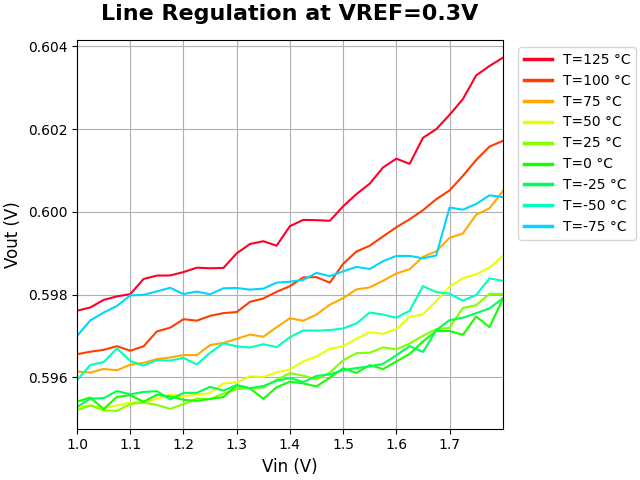 Line Regulation at VREF=0.3V
0.604
0.602
0.600
0.598
0.596
Vout (V)
1.0 1.1 1.2 1.3 1.4 1.5 1.6 1.7
Vin (V)
T=125 °C
T=100 °C
T=75 °C
T=50 °C
T=25 °C
T=0 °C
T=-25 °C
T=-50 °C
T=-75 °C